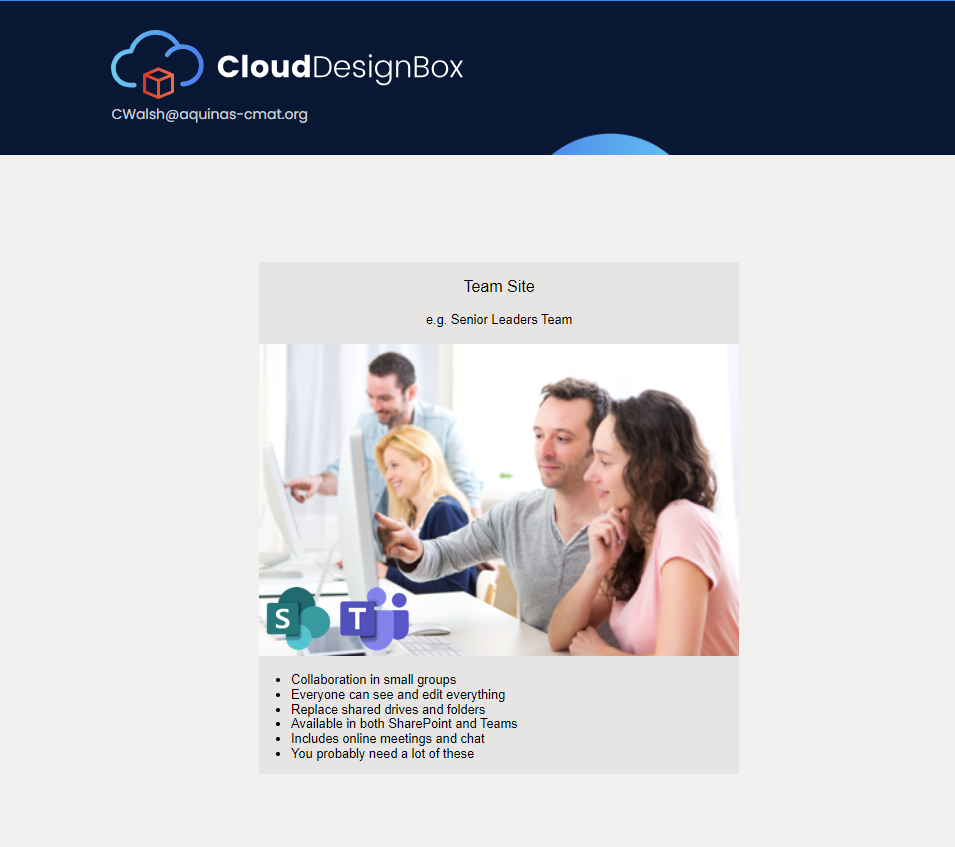 CloudDesignBox
CWalsh@aquinas-cmat.org
Team Site
e.g. Senior Leaders Team
S
T
Collaboration in small groups
Everyone can see and edit everything
Replace shared drives and folders
Available in both SharePoint and Teams
Includes online meetings and chat
You probably need a lot of these